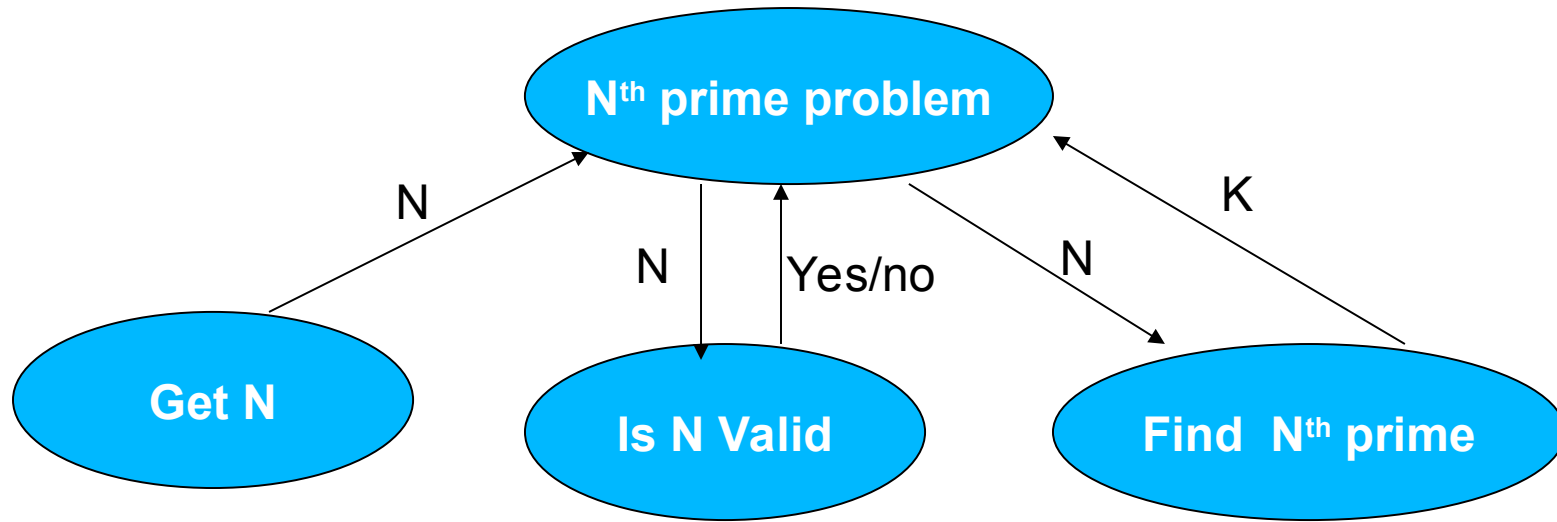 Nth prime problem
N
K
N
Yes/no
N
Get N
Is N Valid
Find Nth prime